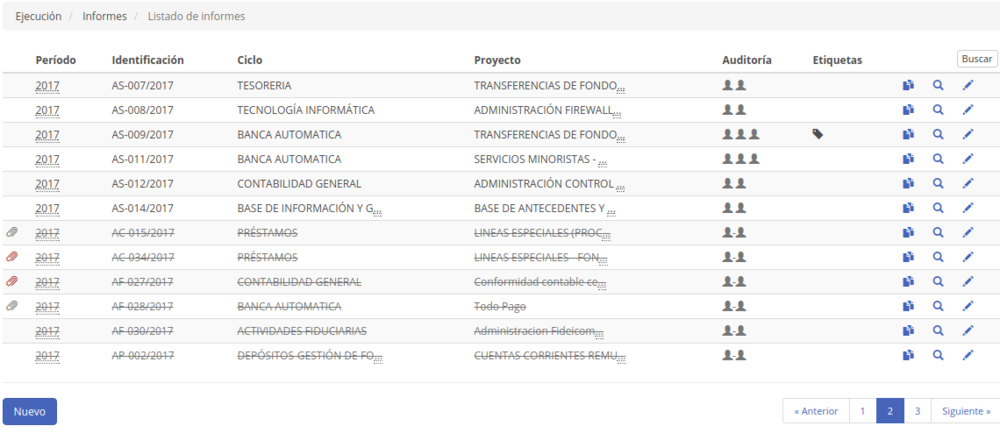 Ejecución / Informes / Listado de informes
Período Identificación Ciclo Proyecto Auditoría Etiquetas Buscar
2017 AS-007/2017 TESORERIA TRANSFERENCIAS DE FONDO...
2017 AS-008/2017 TECNOLOGÍA INFORMÁTICA ADMINISTRACIÓN FIREWALL...
2017 AS-009/2017 BANCA AUTOMATICA TRANSFERENCIAS DE FONDO...
2017 AS-011/2017 BANCA AUTOMATICA SERVICIOS MINORISTAS - ...
2017 AS-012/2017 CONTABILIDAD GENERAL ADMINISTRACIÓN CONTROL ...
2017 AS-014/2017 BASE DE INFORMACIÓN Y G... BASE DE ANTECEDENTES Y ...
2017 AC-015/2017 PRÉSTAMOS LINEAS ESPECIALES (PROC...
2017 AC-034/2017 PRÉSTAMOS LINEAS ESPECIALES - FON...
2017 AF-027/2017 CONTABILIDAD GENERAL Conformidad contable ce...
2017 AF-028/2017 BANCA AUTOMATICA Todo Pago
2017 AF-030/2017 ACTIVIDADES FIDUCIARIAS Administracion Fideicom...
2017 AP-002/2017 DEPÓSITOS GESTIÓN DE FO... CUENTAS CORRIENTES REMU...
Nuevo « Anterior 1 2 3 Siguiente »